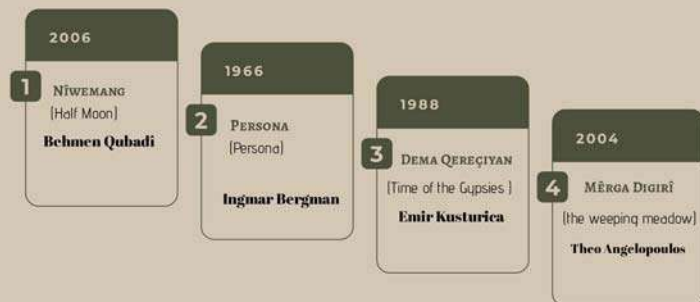 2006
1
NÎWEMANG
(Half Moon)
Behmen Qubadi
1966
2
PERSONA
(Persona)
Ingmar Bergman
1988
3
DEMA QEREÇIYAN
(Time of the Gypsies )
Emir Kusturica
2004
4
MÊRGA DIGIRÎ
(the weeping meadow)
Theo Angelopoulos